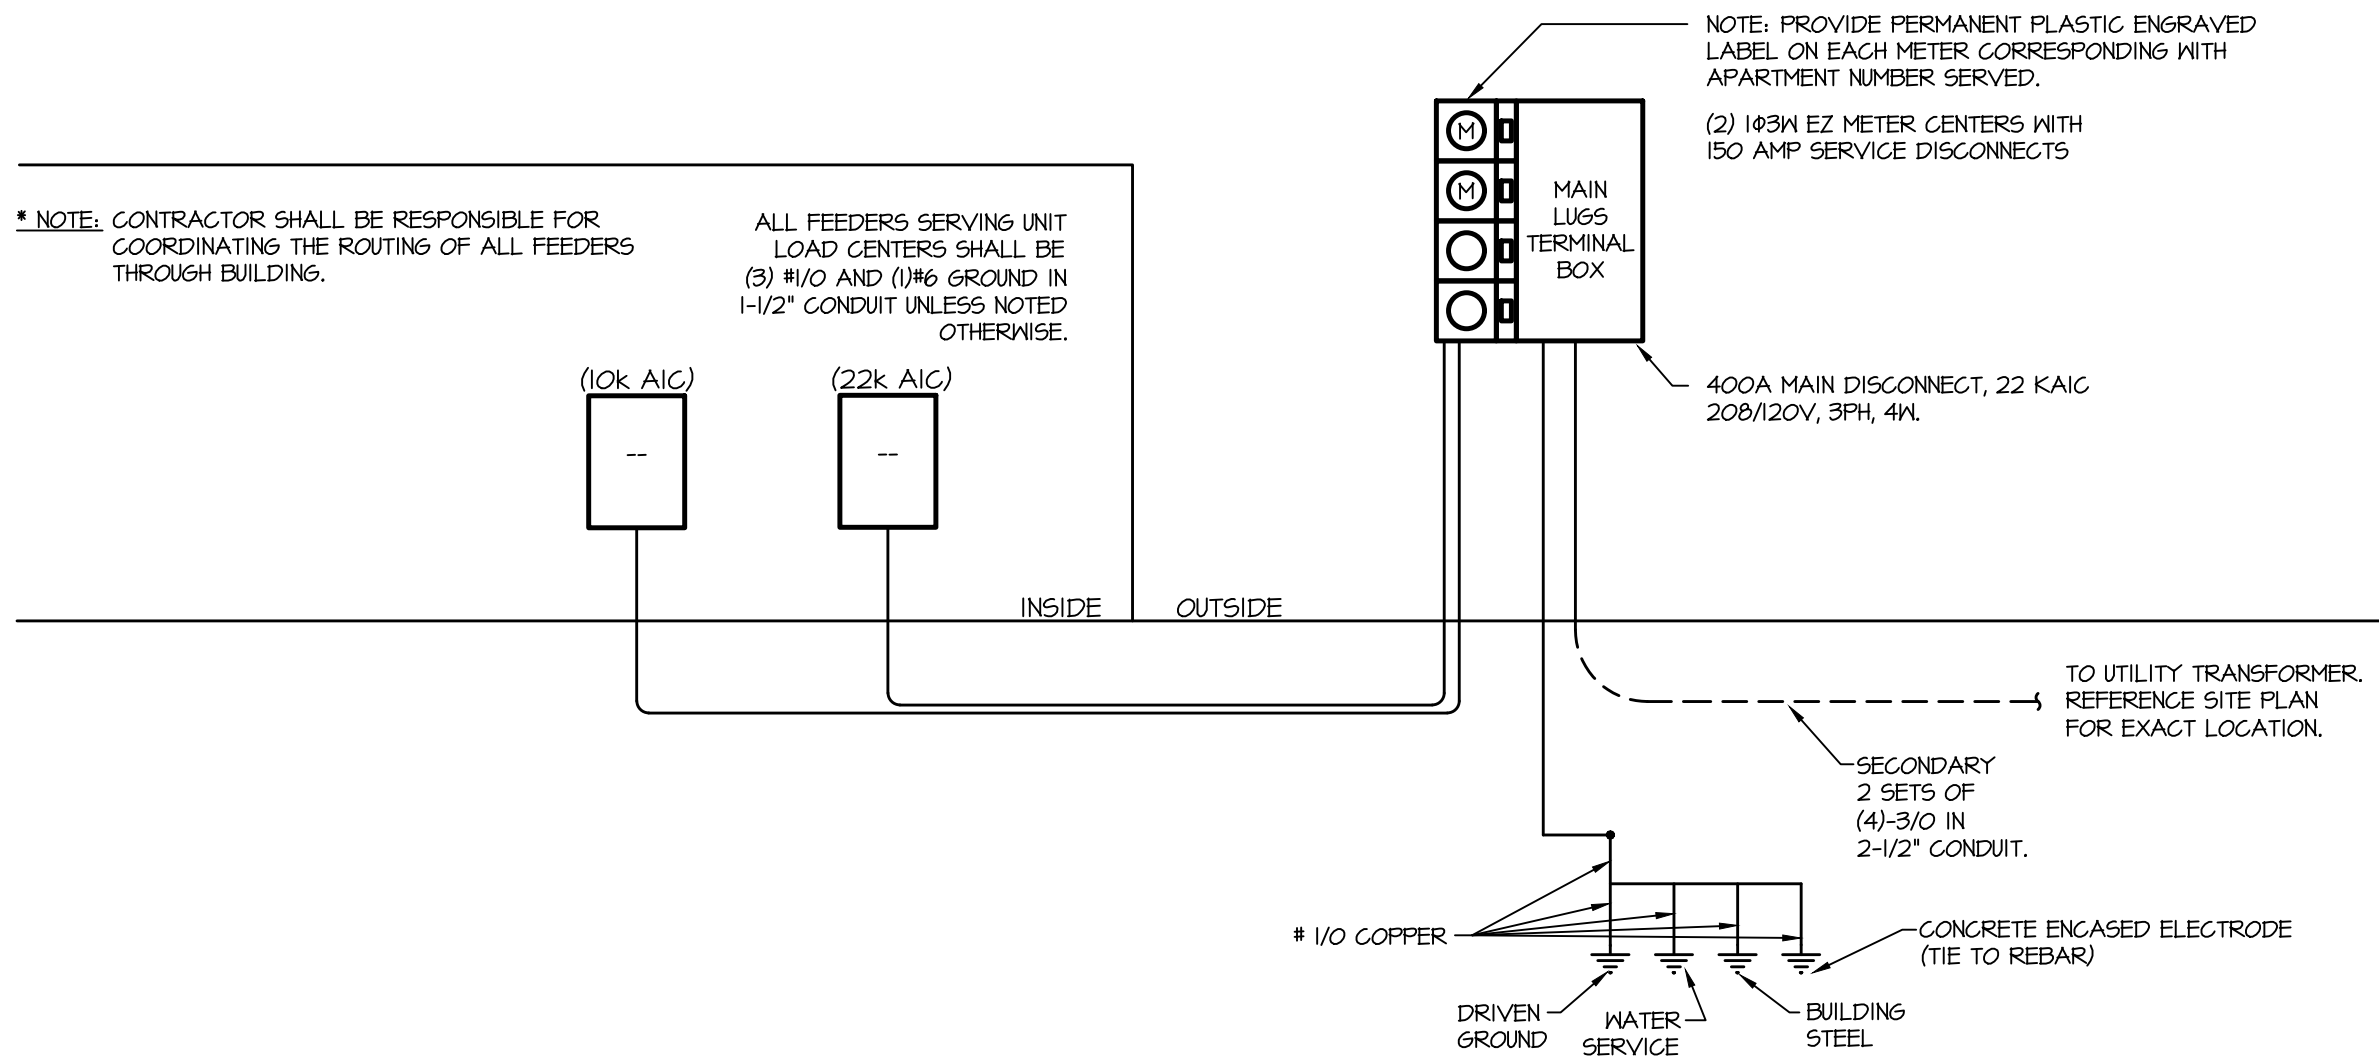 NOTE: PROVIDE PERMANENT PLASTIC ENGRAVED
LABEL ON EACH METER CORRESPONDING WITH
APARTMENT NUMBER SERVED.
(2) 1Φ3W EZ METER CENTERS WITH
150 AMP SERVICE DISCONNECTS
M
M
MAIN
LUGS
TERMINAL
BOX
* NOTE: CONTRACTOR SHALL BE RESPONSIBLE FOR
COORDINATING THE ROUTING OF ALL FEEDERS
THROUGH BUILDING.
ALL FEEDERS SERVING UNIT
LOAD CENTERS SHALL BE
(3) #1/0 AND (1)#6 GROUND IN
1-1/2" CONDUIT UNLESS NOTED
OTHERWISE.
(10k AIC)
(22k AIC)
--
--
400A MAIN DISCONNECT, 22 KAIC
208/120V, 3PH, 4W.
INSIDE
OUTSIDE
TO UTILITY TRANSFORMER.
REFERENCE SITE PLAN
FOR EXACT LOCATION.
SECONDARY
2 SETS OF
(4)-3/0 IN
2-1/2" CONDUIT.
# 1/0 COPPER
CONCRETE ENCASED ELECTRODE
(TIE TO REBAR)
DRIVEN
GROUND
WATER
SERVICE
BUILDING
STEEL